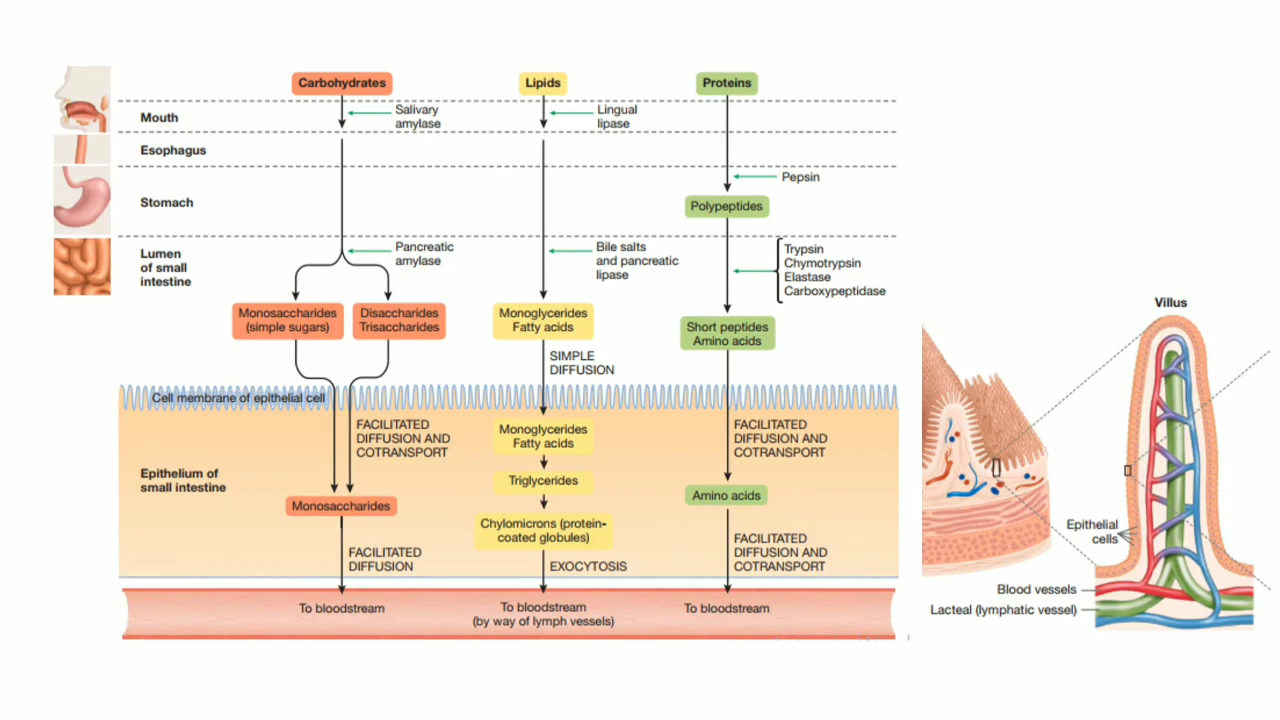 Carbohydrates
Lipids
Proteins
Mouth
Salivary
amylase
Lingual
lipase
Esophagus
Pepsin
Stomach
Polypeptides
Lumen
of small
intestine
Pancreatic
amylase
Bile salts
and pancreatic
lipase
Trypsin
Chymotrypsin
Elastase
Carboxypeptidase
Monosaccharides
(simple sugars)
Disaccharides
Trisaccharides
Monoglycerides
Fatty acids
Short peptides
Amino acids
SIMPLE
DIFFUSION
Cell membrane of epithelial cell
FACILITATED
DIFFUSION AND
COTRANSPORT
Monoglycerides
Fatty acids
FACILITATED
DIFFUSION AND
COTRANSPORT
Epithelium of
small intestine
Triglycerides
Monosaccharides
Amino acids
Chylomicrons (protein-
coated globules)
FACILITATED
DIFFUSION
EXOCYTOSIS
FACILITATED
DIFFUSION AND
COTRANSPORT
To bloodstream
To bloodstream
(by way of lymph vessels)
To bloodstream
Villus
Epithelial
cells
Blood vessels
Lacteal (lymphatic vessel)